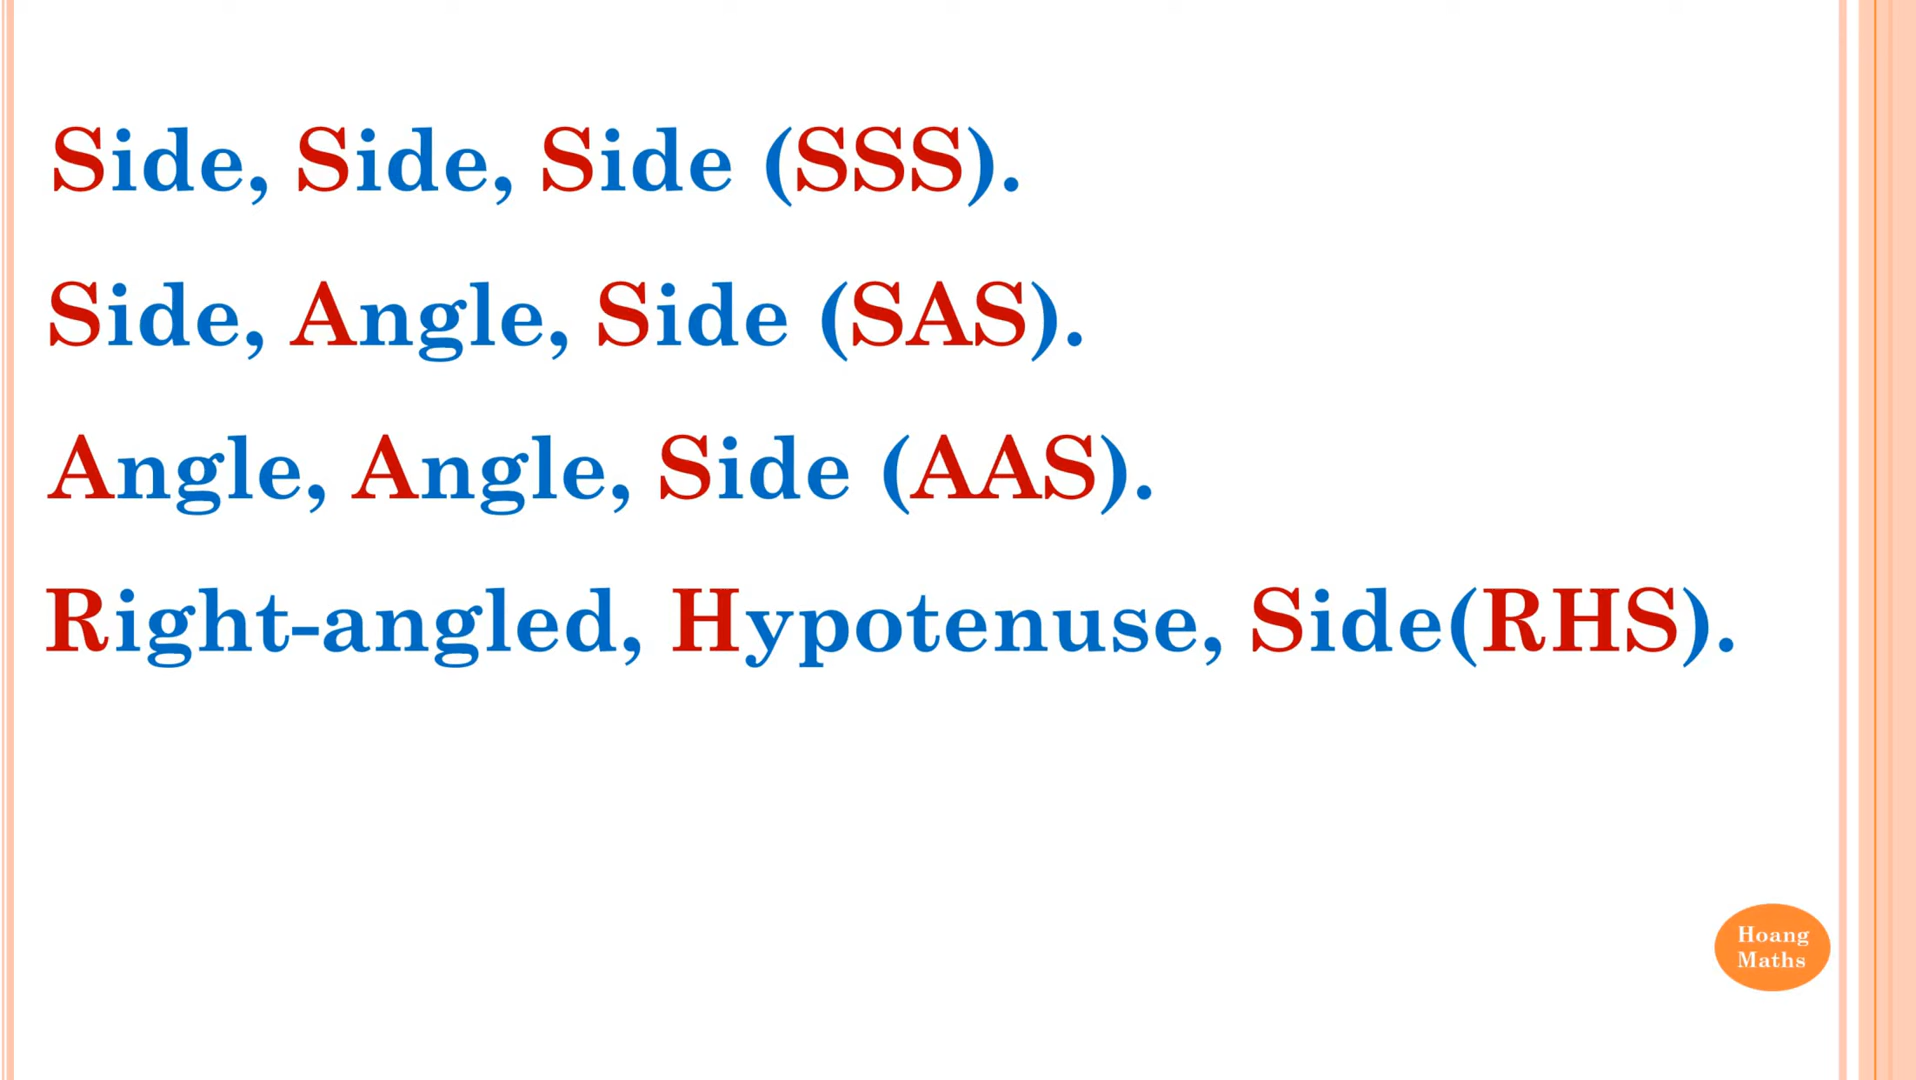 Side, Side, Side (SSS).
Side, Angle, Side (SAS).
Angle, Angle, Side (AAS).
Right-angled, Hypotenuse, Side(RHS).
Hoang
Maths